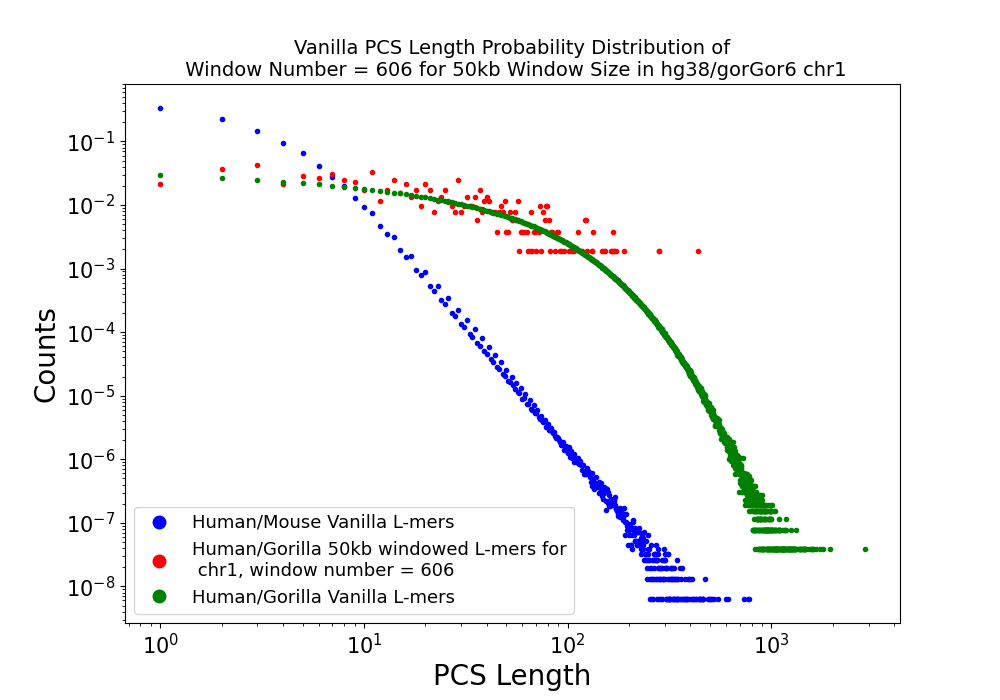 Vanilla PCS Length Probability Distribution of
Window Number = 606 for 50kb Window Size in hg38/gorGor6 chr1
Counts
10⁻¹
10⁻²
10⁻³
10⁻⁴
10⁻⁵
10⁻⁶
10⁻⁷
10⁻⁸
Human/Mouse Vanilla L-mers
Human/Gorilla 50kb windowed L-mers for
chr1, window number = 606
Human/Gorilla Vanilla L-mers
10⁰ 10¹ 10² 10³
PCS Length